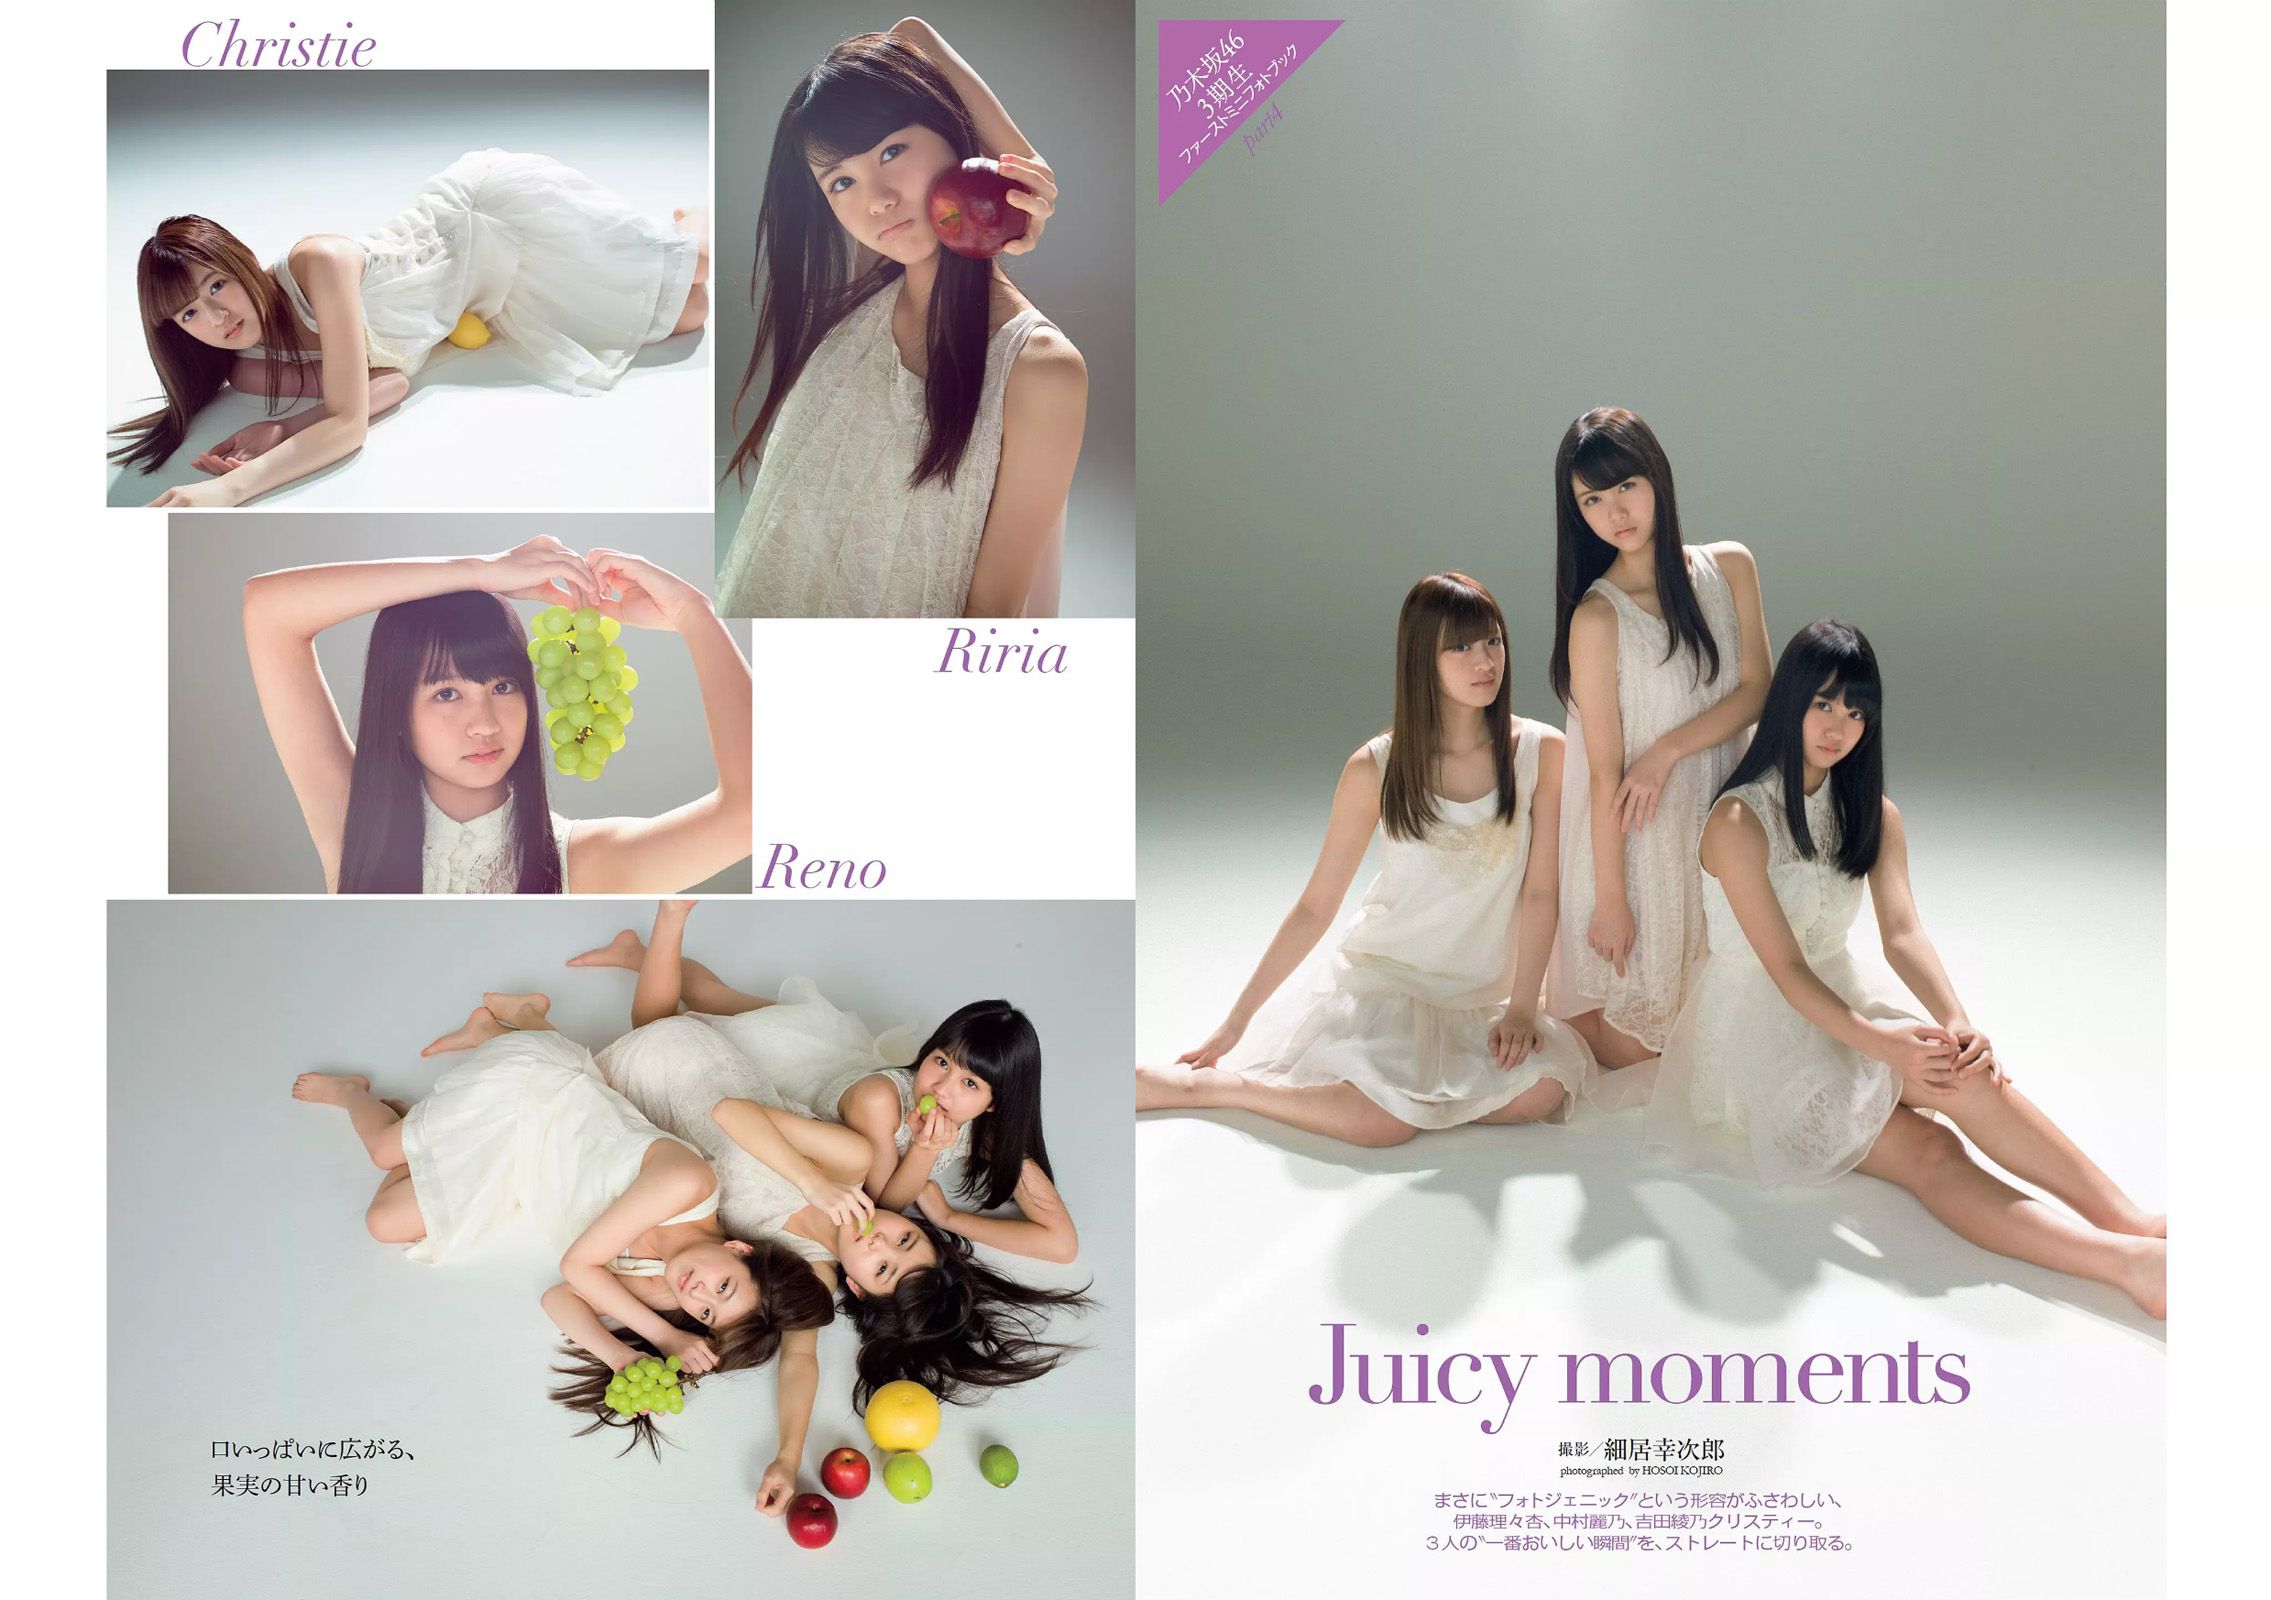 Christie
Riria
Reno
口いっぱいに広がる、
果実の甘い香り
乃木坂46
3期生
ファーストミニフォトブック
part4
Juicy moments
撮影／細居幸次郎
photographed by HOSOI KOJIRO
まさに“フォトジェニック”という形容がふさわしい、
伊藤理々杏、中村麗乃、吉田綾乃クリスティー。
3人の“一番おいしい瞬間”を、ストレートに切り取る。